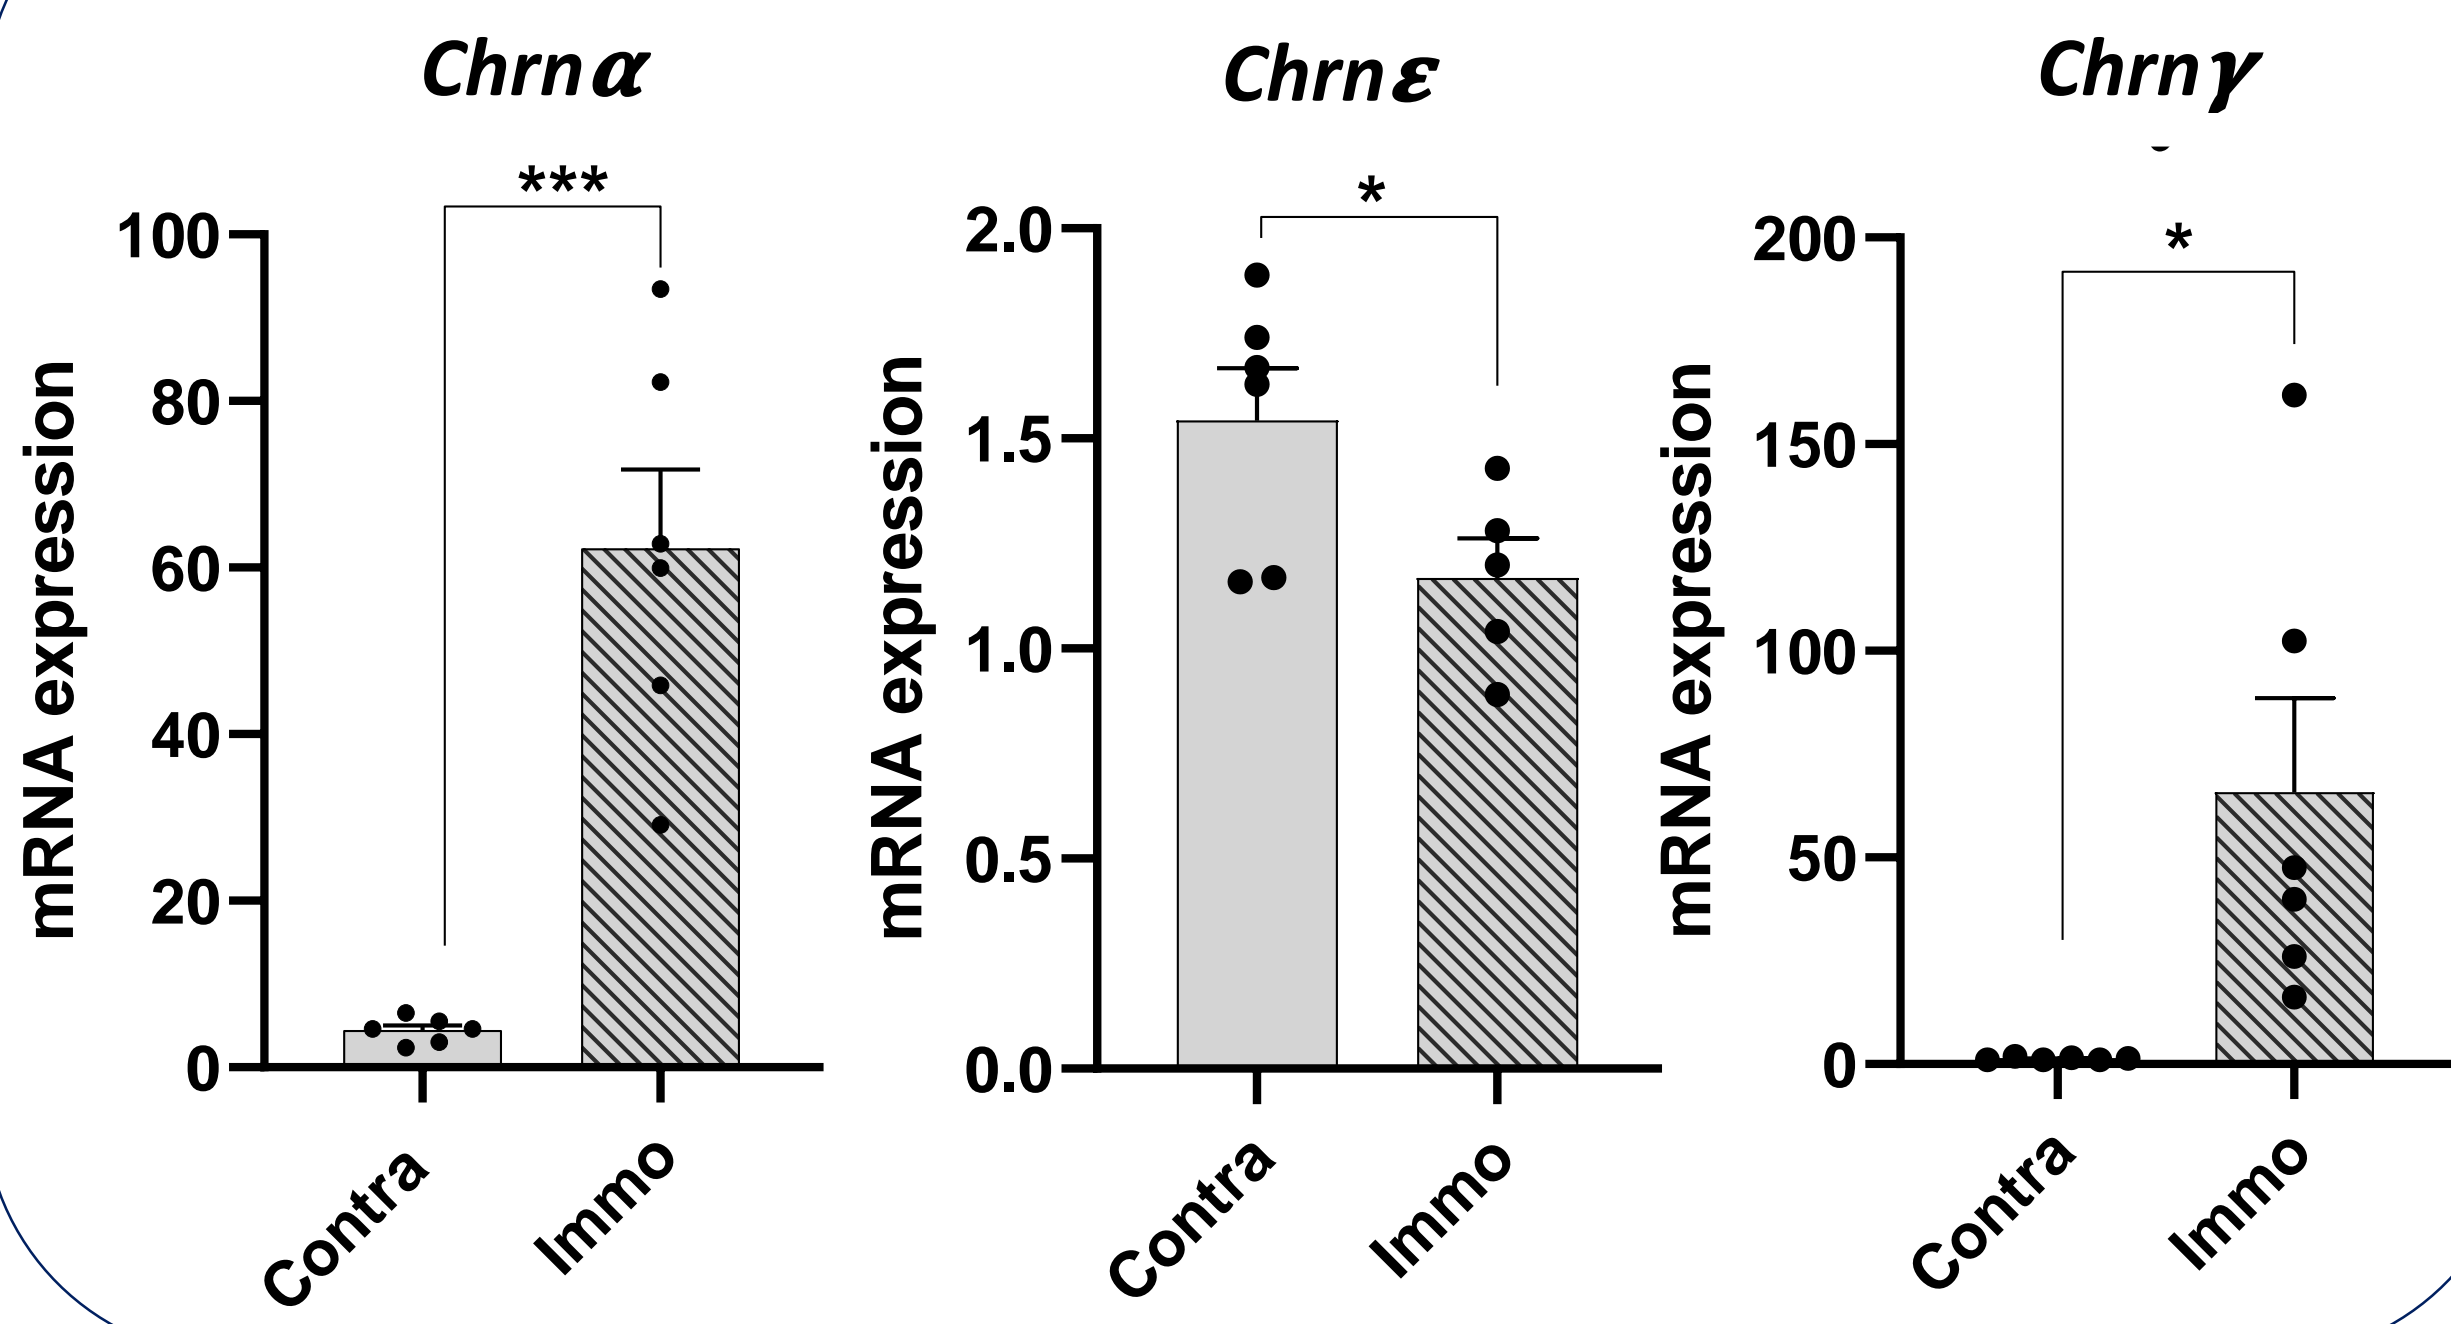 Chrnα
***
mRNA expression
100
80
60
40
20
0
Contra
Immo
Chrnε
*
mRNA expression
2.0
1.5
1.0
0.5
0.0
Contra
Immo
Chrnγ
*
mRNA expression
200
150
100
50
0
Contra
Immo